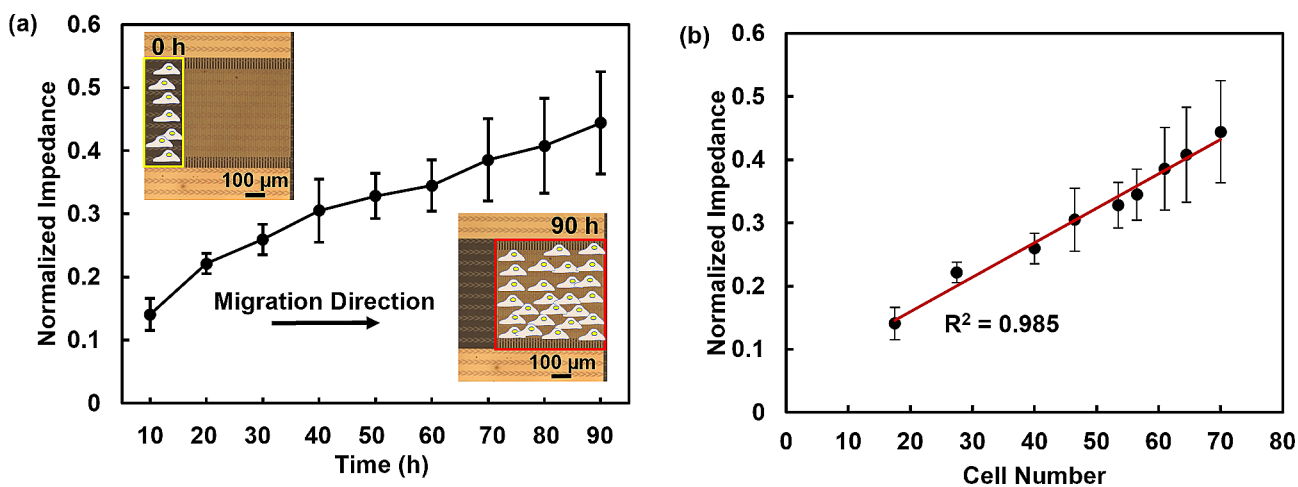 (a)
Normalized Impedance
0.6
0.5
0.4
0.3
0.2
0.1
0
0 h
100 µm
90 h
100 µm
Migration Direction
10 20 30 40 50 60 70 80 90
Time (h)
(b)
Normalized Impedance
0.6
0.5
0.4
0.3
0.2
0.1
0
R² = 0.985
0 10 20 30 40 50 60 70 80
Cell Number